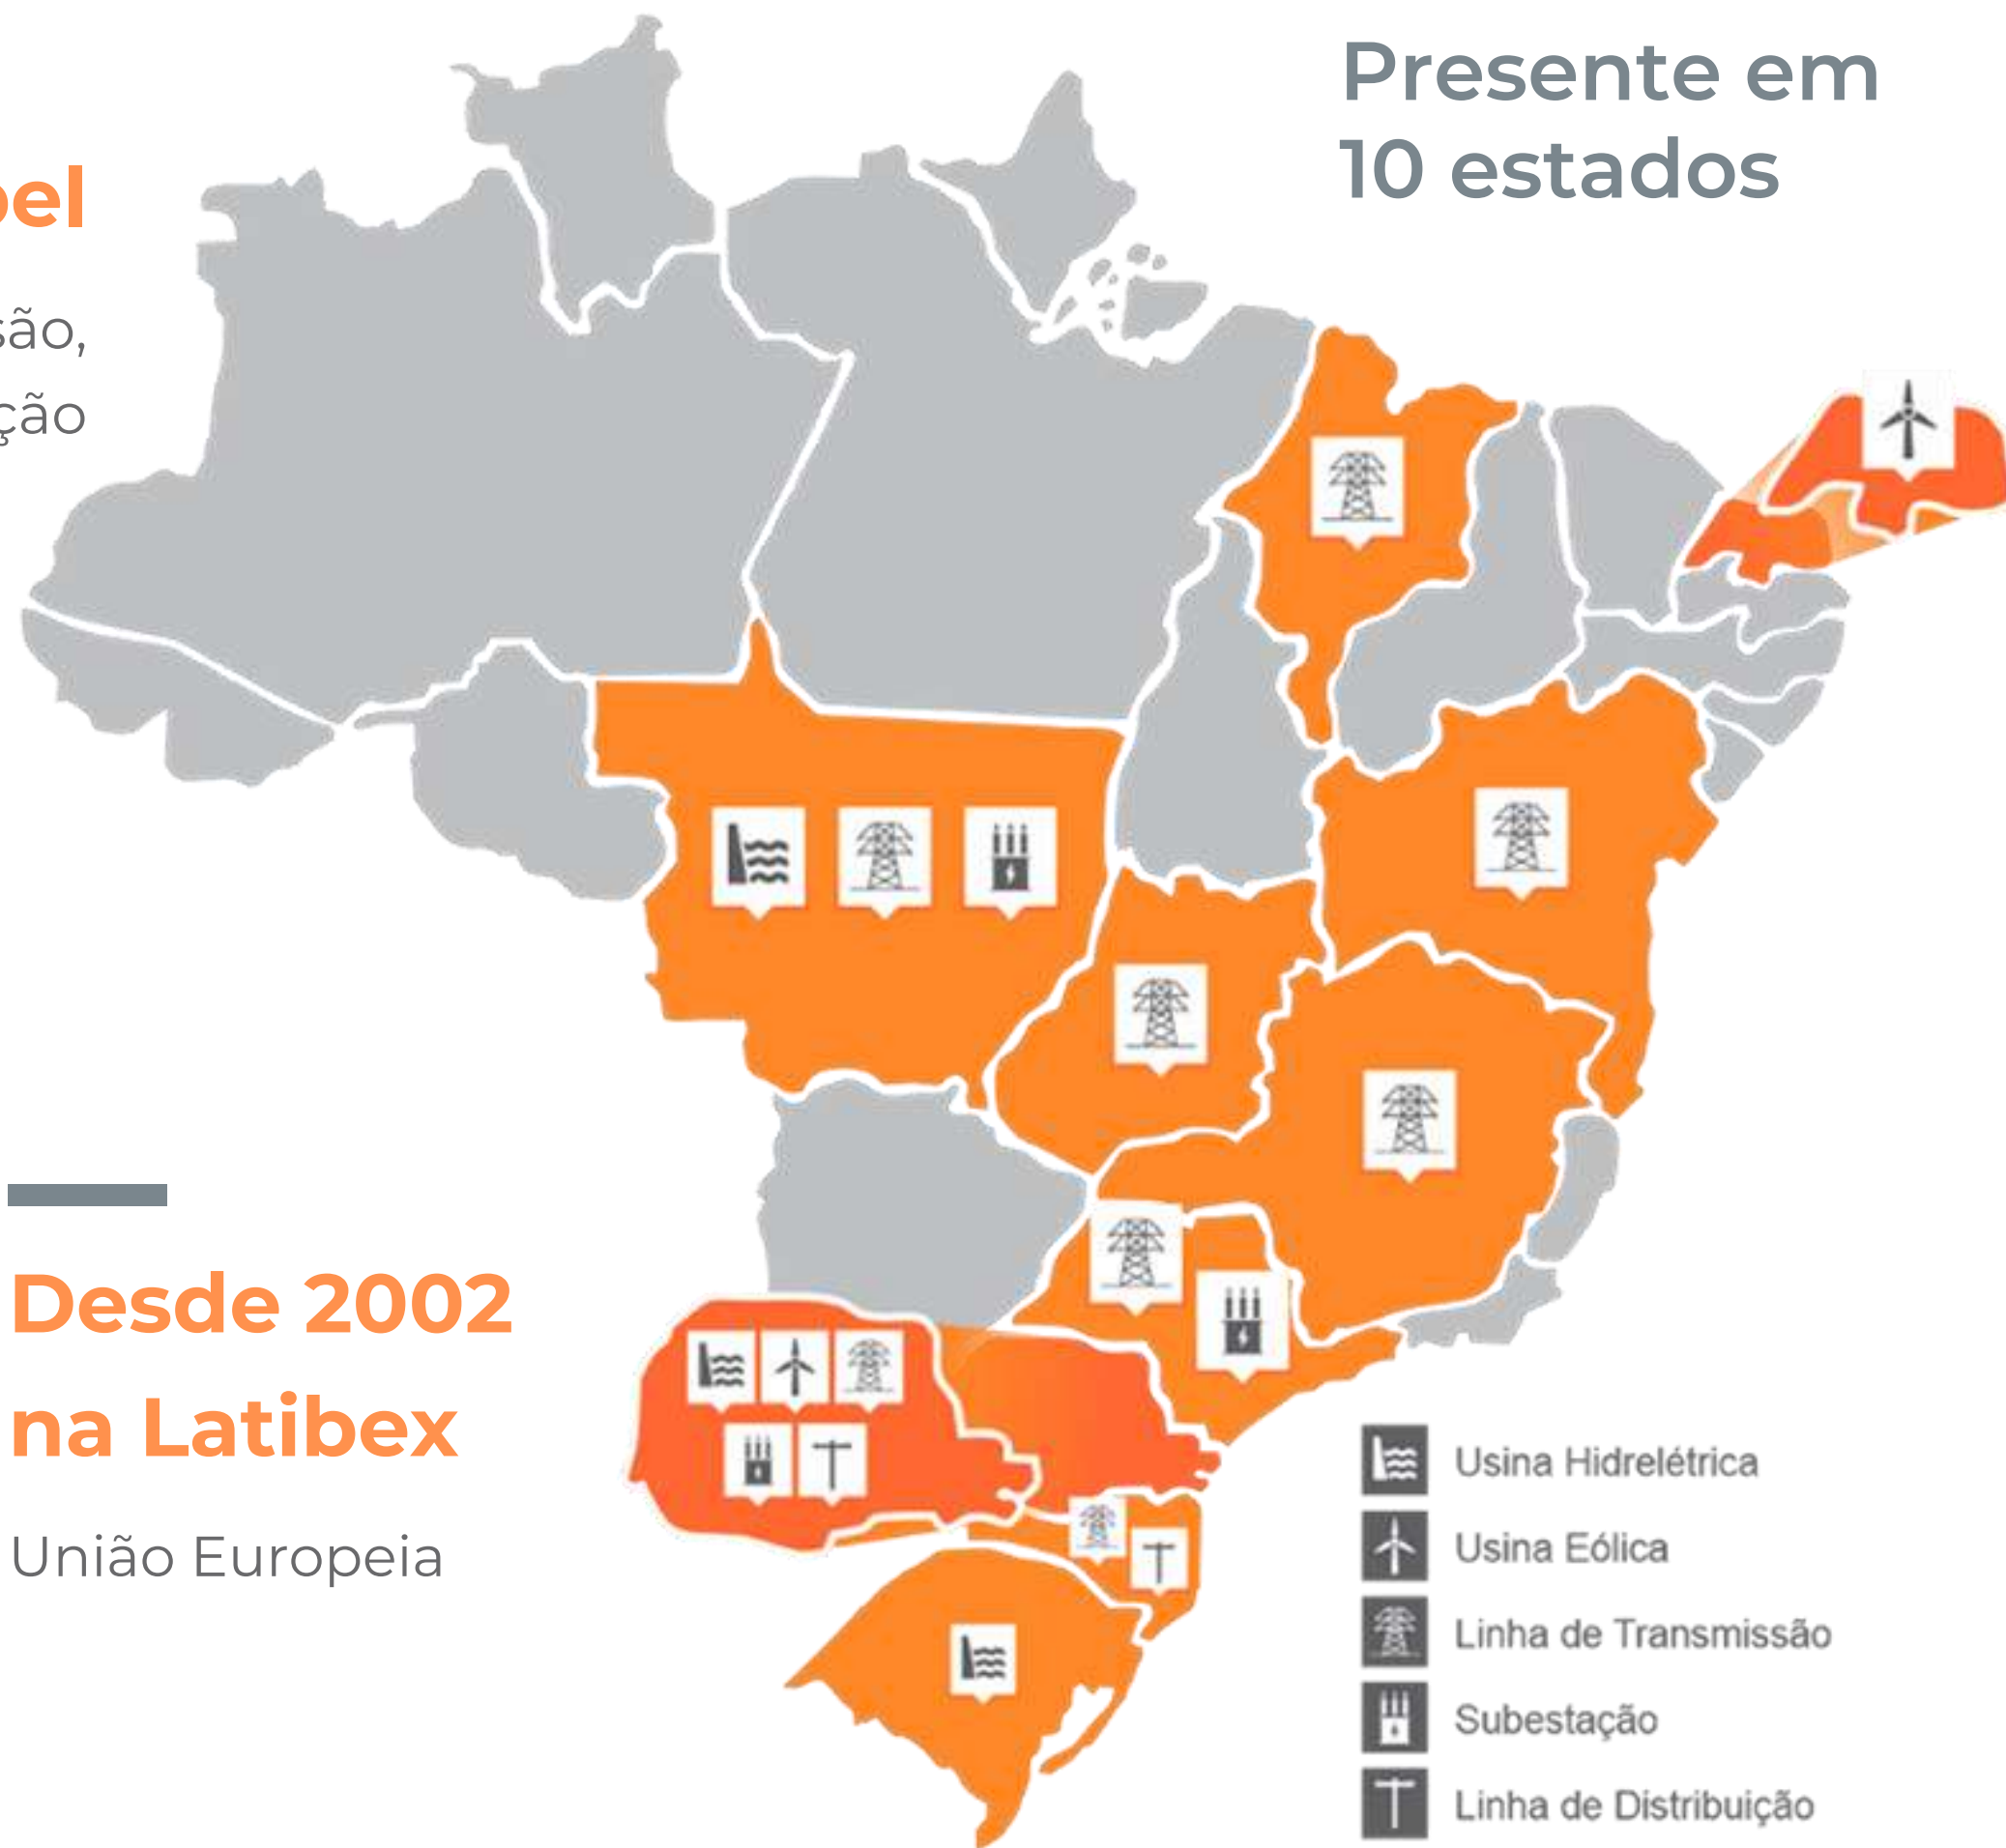 Presente em
10 estados
pel
são,
ção
Desde 2002
na Latibex
União Europeia
Usina Hidrelétrica
Usina Eólica
Linha de Transmissão
Subestação
Linha de Distribuição